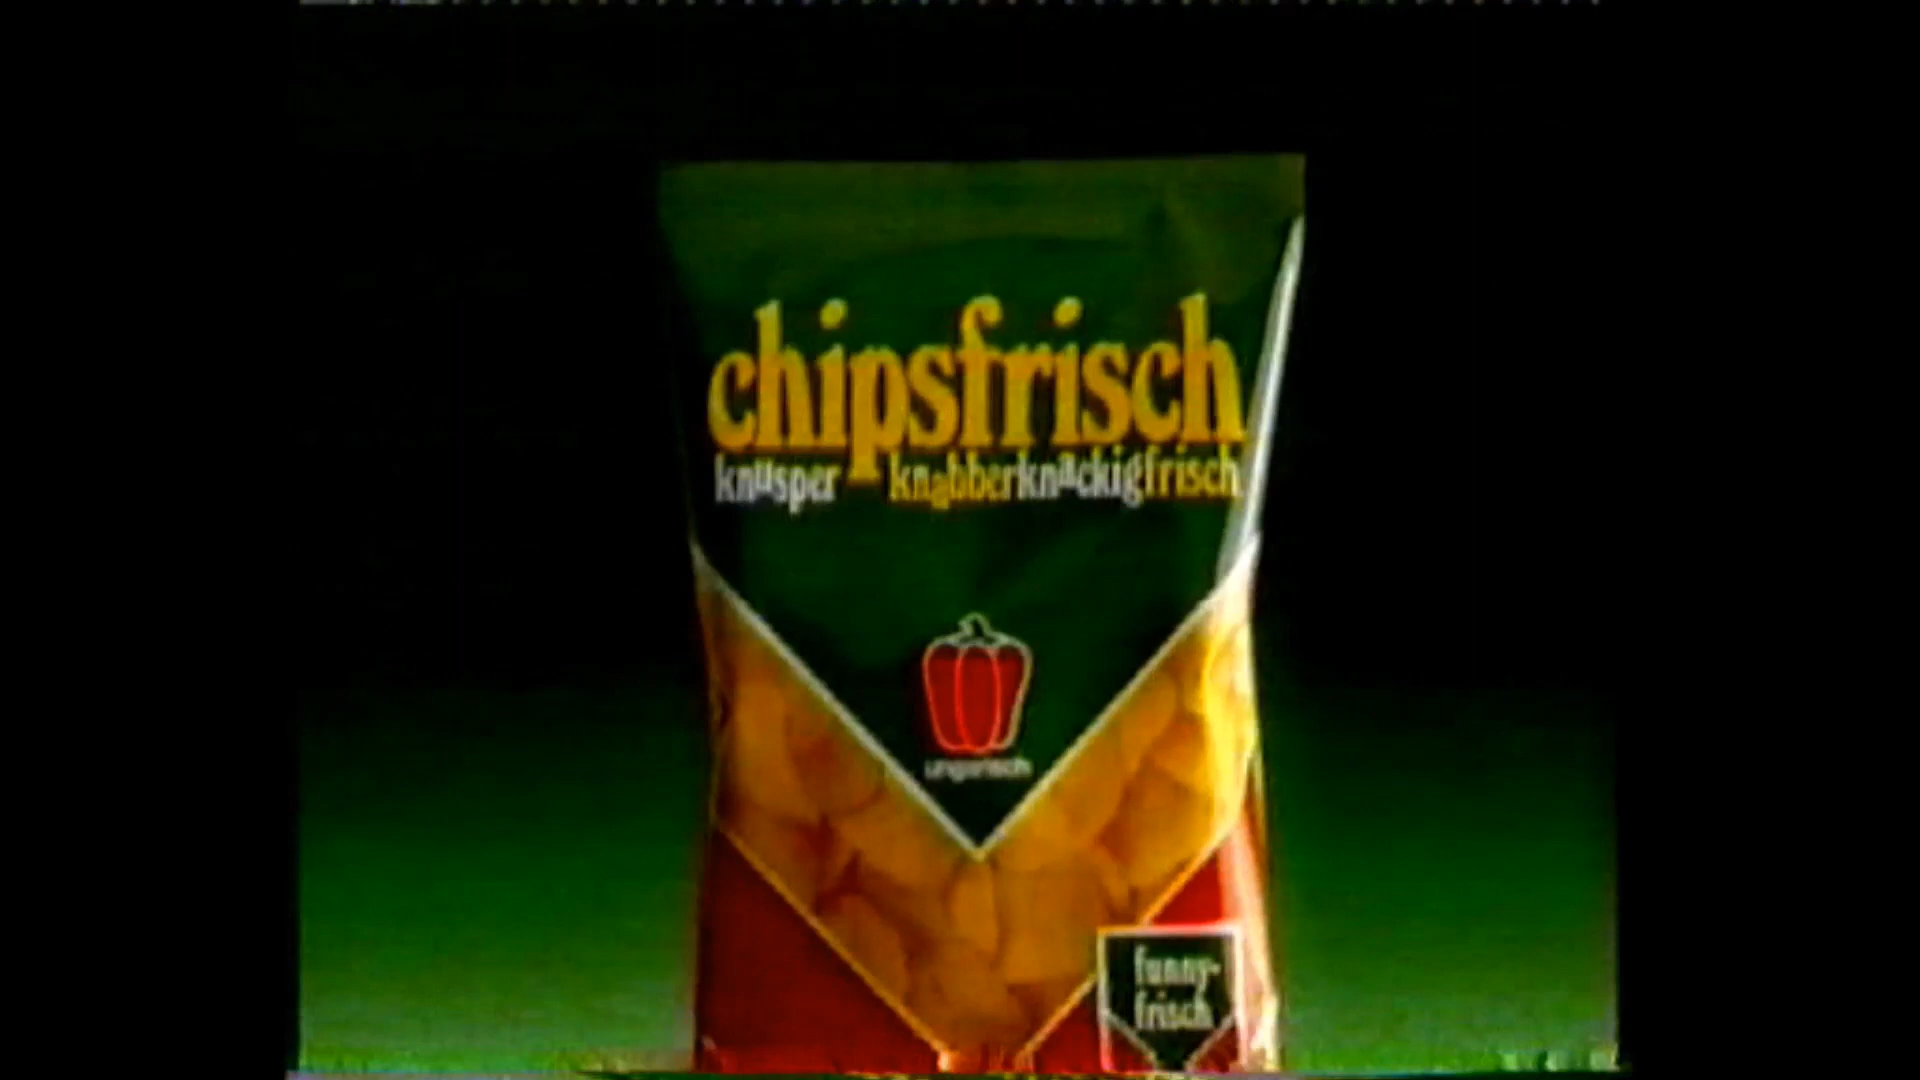 chipsfrisch
knusper knabberknackigfrisch
ungarisch
funny-
frisch